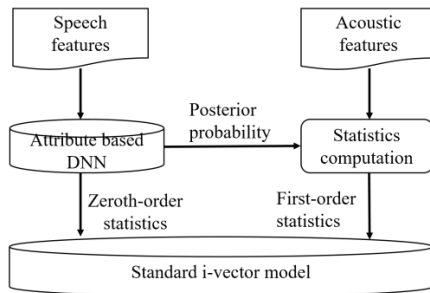 Speech
features
Acoustic
features
Posterior
probability
Attribute based
DNN
Statistics
computation
Zeroth-order
statistics
First-order
statistics
Standard i-vector model